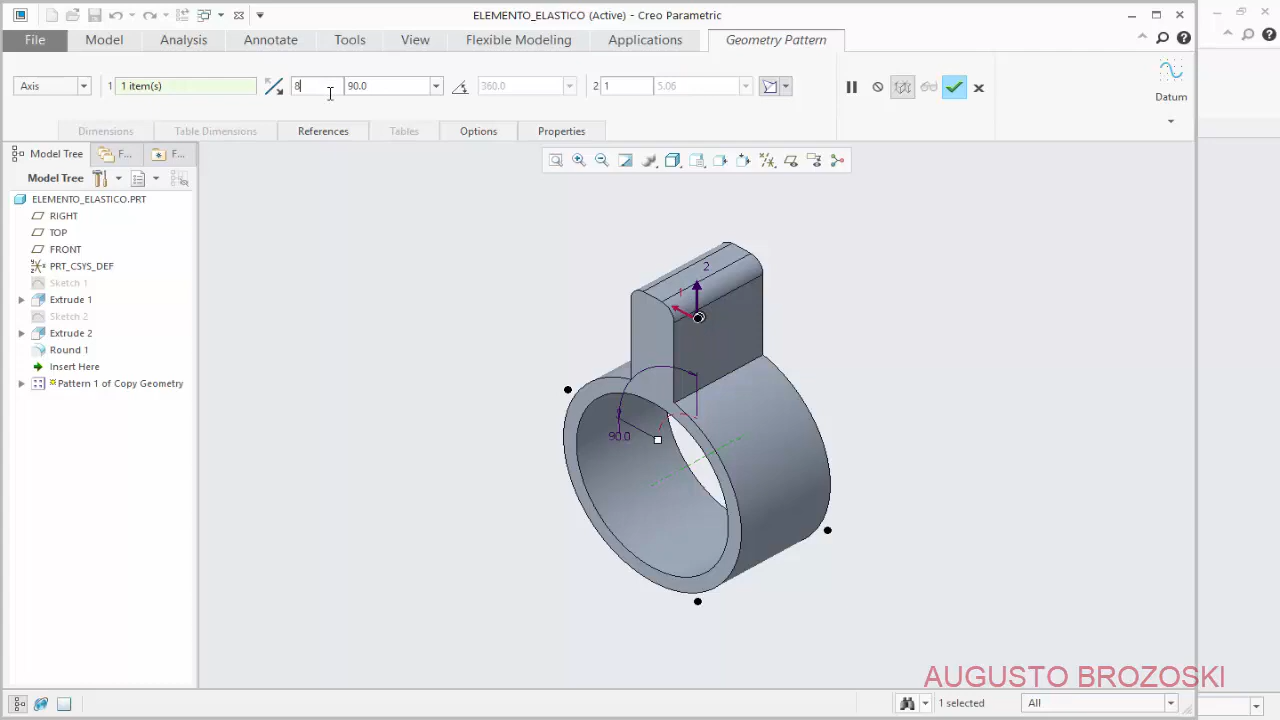 ELEMENTO_ELASTICO (Active) - Creo Parametric
File Model Analysis Annotate Tools View Flexible Modeling Applications Geometry Pattern
Axis 1 1 item(s) 8 90.0 360.0 2 1 5.06
Datum
Dimensions Table Dimensions References Tables Options Properties
Model Tree F... F...
Model Tree
ELEMENTO_ELASTICO.PRT
RIGHT
TOP
FRONT
PRT_CSYS_DEF
Sketch 1
Extrude 1
Sketch 2
Extrude 2
Round 1
Insert Here
Pattern 1 of Copy Geometry
2
1
90.0
AUGUSTO BROZOSKI
1 selected All